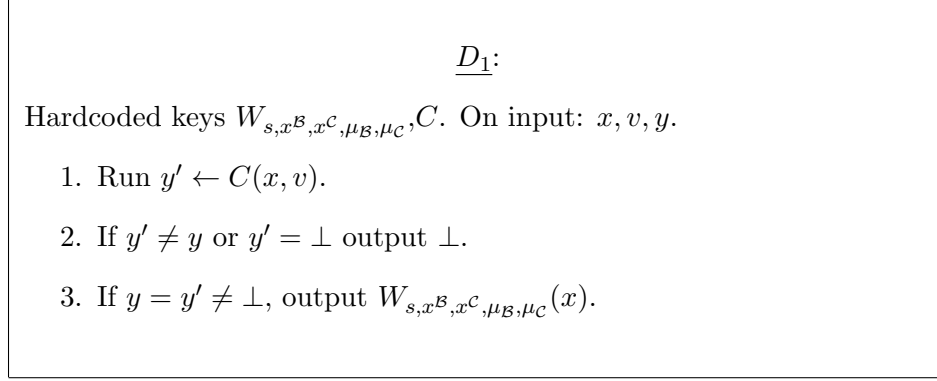 D₁:
Hardcoded keys W_{s,x^𝓑,x^𝓒,μ_𝓑,μ_𝓒},C. On input: x, v, y.
1. Run y′ ← C(x, v).
2. If y′ ≠ y or y′ = ⊥ output ⊥.
3. If y = y′ ≠ ⊥, output W_{s,x^𝓑,x^𝓒,μ_𝓑,μ_𝓒}(x).